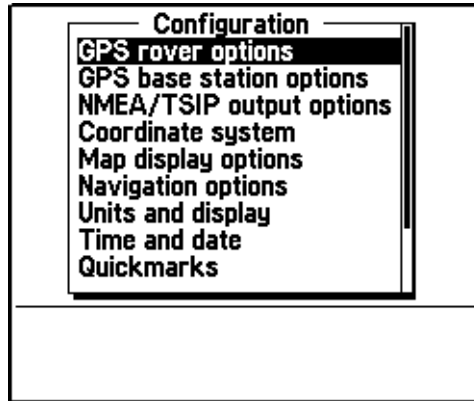 Configuration
GPS rover options
GPS base station options
NMEA/TSIP output options
Coordinate system
Map display options
Navigation options
Units and display
Time and date
Quickmarks